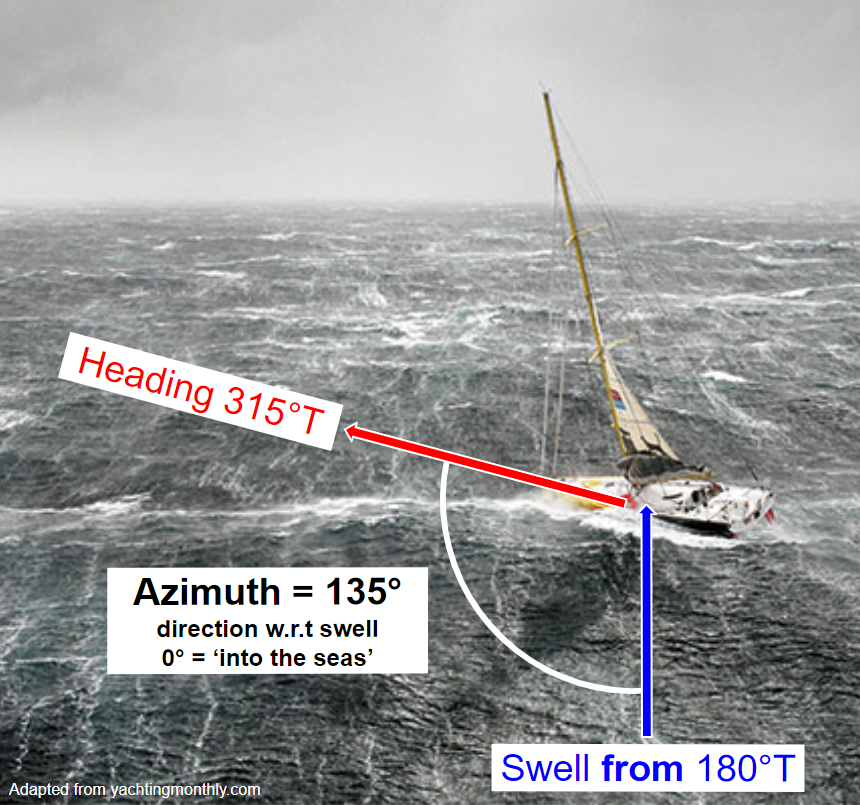 Heading 315°T
Azimuth = 135°
direction w.r.t swell
0° = ‘into the seas’
Swell from 180°T
Adapted from yachtingmonthly.com